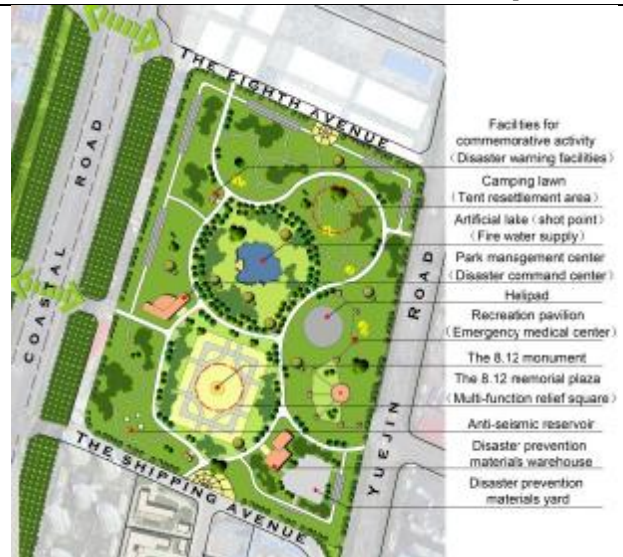 THE EIGHTH AVENUE
COASTAL ROAD
YUEJIN ROAD
THE SHIPPING AVENUE
Facilities for
commemorative activity
(Disaster warning facilities)
Camping lawn
(Tent resettlement area)
Artificial lake (shot point)
(Fire water supply)
Park mansgement center
(Disaster command center)
Helipad
Recreation pavilion
(Emergency medical center)
The 8.12 monument
The 8.12 memorial plaza
(Multi-function relief square)
Anti-seismic reservoir
Disaster prevention
materials warehouse
Disaster prevention
materials yard